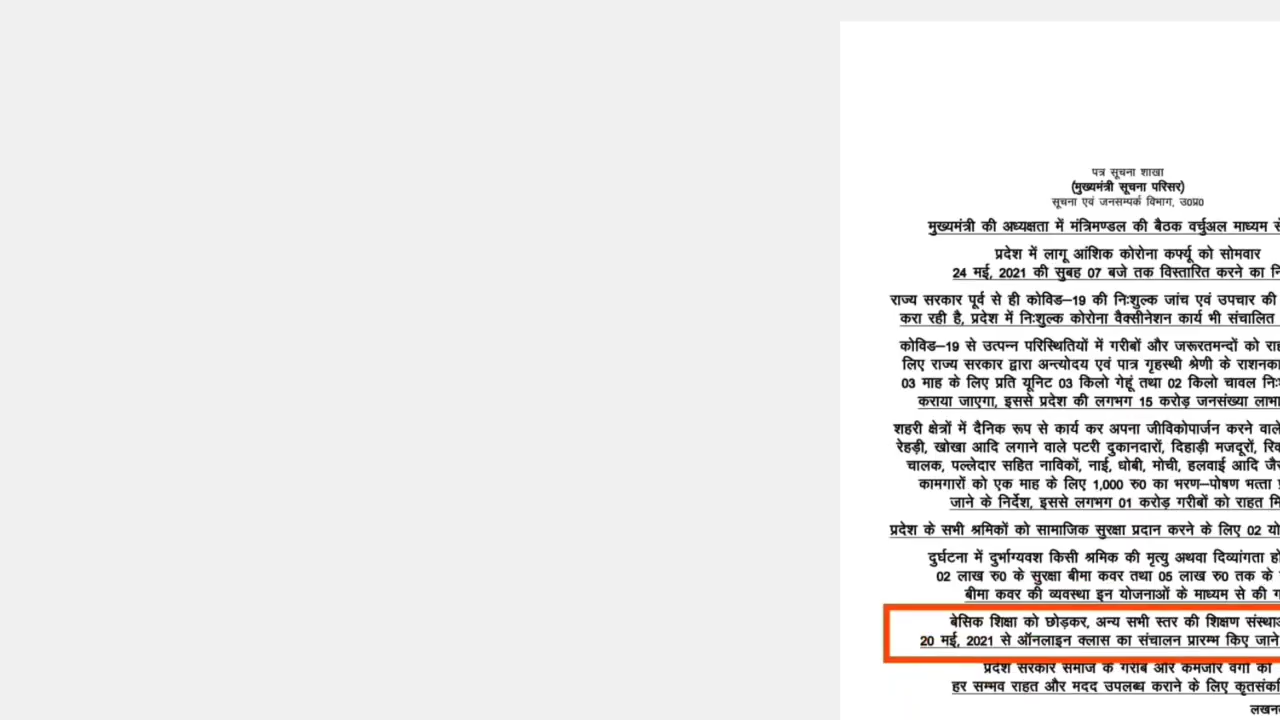 पत्र सूचना शाखा
(मुख्यमंत्री सूचना परिसर)
सूचना एवं जनसम्पर्क विभाग, उ0प्र0
मुख्यमंत्री की अध्यक्षता में मंत्रिमण्डल की बैठक वर्चुअल माध्यम
प्रदेश में लागू आंशिक कोरोना कर्फ्यू को सोमवार
24 मई, 2021 की सुबह 07 बजे तक विस्तारित करने का
राज्य सरकार पूर्व से ही कोविड–19 की निःशुल्क जांच एवं उपचार की
करा रही है, प्रदेश में निःशुल्क कोरोना वैक्सीनेशन कार्य भी संचालित
कोविड–19 से उत्पन्न परिस्थितियों में गरीबों और जरूरतमन्दों को
लिए राज्य सरकार द्वारा अन्त्योदय एवं पात्र गृहस्थी श्रेणी के
03 माह के लिए प्रति यूनिट 03 किलो गेहूं तथा 02 किलो चावल
कराया जाएगा, इससे प्रदेश की लगभग 15 करोड़ जनसंख्या
शहरी क्षेत्रों में दैनिक रूप से कार्य कर अपना जीविकोपार्जन करने वाले
रेहड़ी, खोखा आदि लगाने वाले पटरी दुकानदारों, दिहाड़ी मजदूरों,
चालक, पल्लेदार सहित नाविकों, नाई, धोबी, मोची, हलवाई आदि
कामगारों को एक माह के लिए 1,000 रु0 का भरण–पोषण भत्ता
जाने के निर्देश, इससे लगभग 01 करोड़ गरीबों को राहत
प्रदेश के सभी श्रमिकों को सामाजिक सुरक्षा प्रदान करने के लिए 02
दुर्घटना में दुर्भाग्यवश किसी श्रमिक की मृत्यु अथवा दिव्यांगता
02 लाख रु0 के सुरक्षा बीमा कवर तथा 05 लाख रु0 तक के
बीमा कवर की व्यवस्था इन योजनाओं के माध्यम से की
बेसिक शिक्षा को छोड़कर, अन्य सभी स्तर की शिक्षण
20 मई, 2021 से ऑनलाइन क्लास का संचालन प्रारम्भ किए जाने
प्रदेश सरकार समाज के गरीब और कमजोर वर्गों को
हर सम्भव राहत और मदद उपलब्ध कराने के लिए